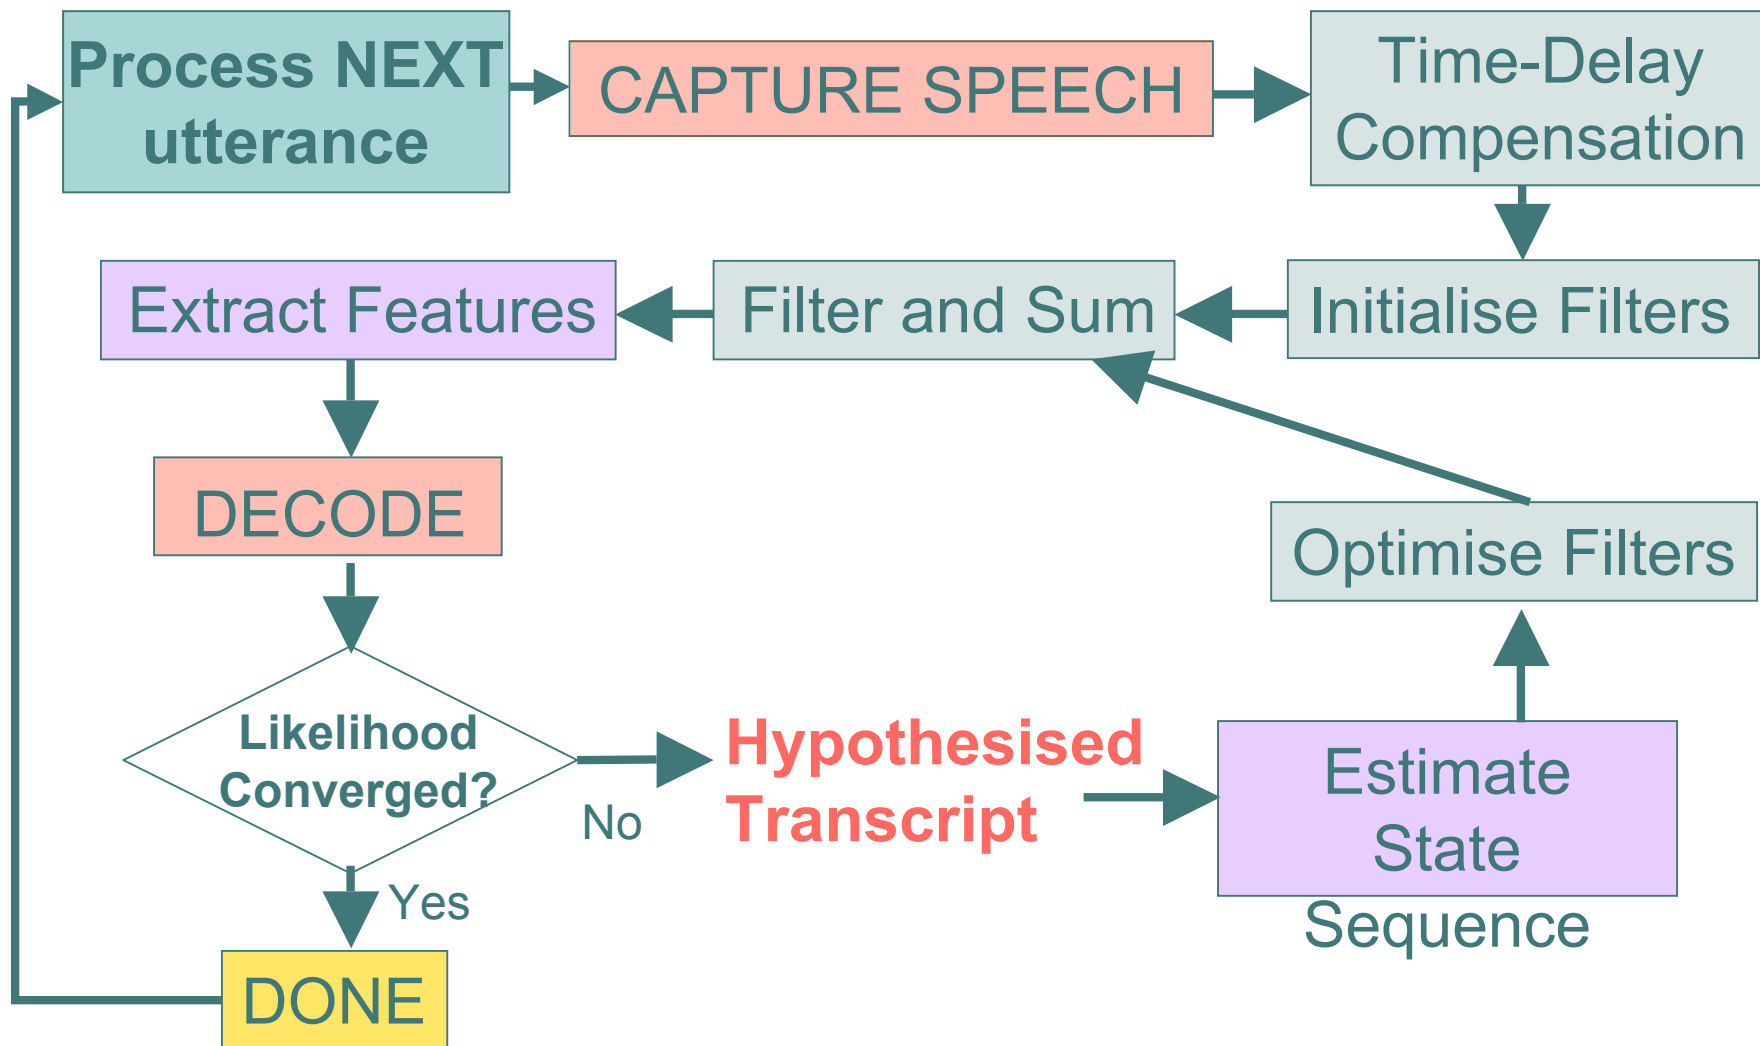 Process NEXT
utterance
CAPTURE SPEECH
Time-Delay
Compensation
Extract Features
Filter and Sum
Initialise Filters
DECODE
Optimise Filters
Likelihood
Converged?
No
Hypothesised
Transcript
Estimate
State
Sequence
Yes
DONE